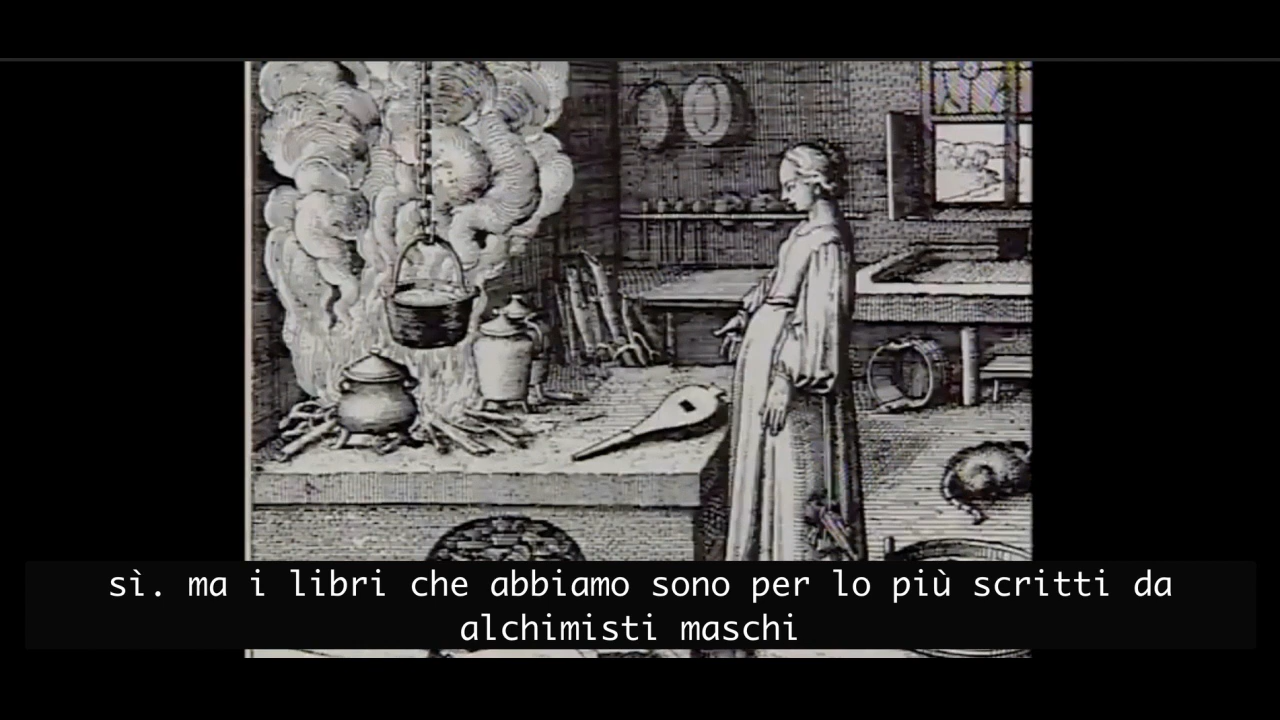 sì. ma i libri che abbiamo sono per lo più scritti da
alchimisti maschi